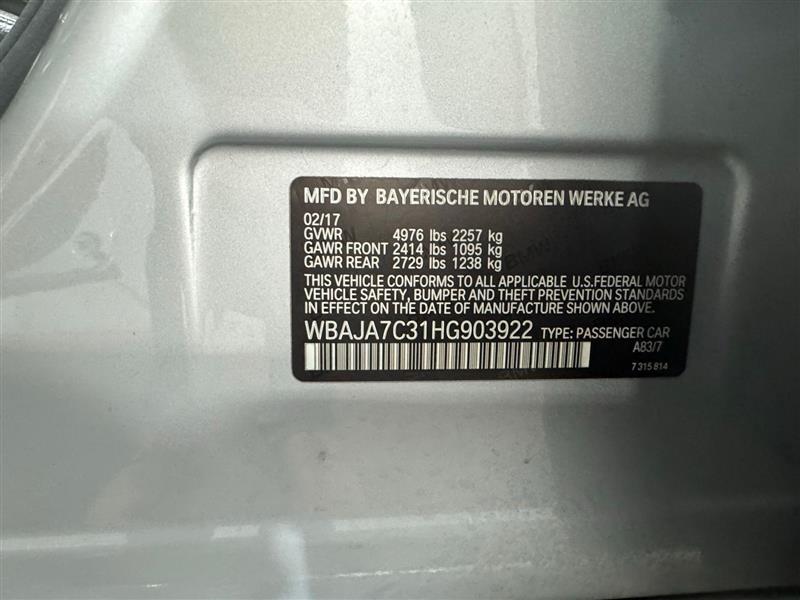 MFD BY BAYERISCHE MOTOREN WERKE AG
02/17
GVWR 4976 lbs 2257 kg
GAWR FRONT 2414 lbs 1095 kg
GAWR REAR 2729 lbs 1238 kg
THIS VEHICLE CONFORMS TO ALL APPLICABLE U.S.FEDERAL MOTOR
VEHICLE SAFETY, BUMPER AND THEFT PREVENTION STANDARDS
IN EFFECT ON THE DATE OF MANUFACTURE SHOWN ABOVE.
WBAJA7C31HG903922 TYPE: PASSENGER CAR
A83/7
7 315 814